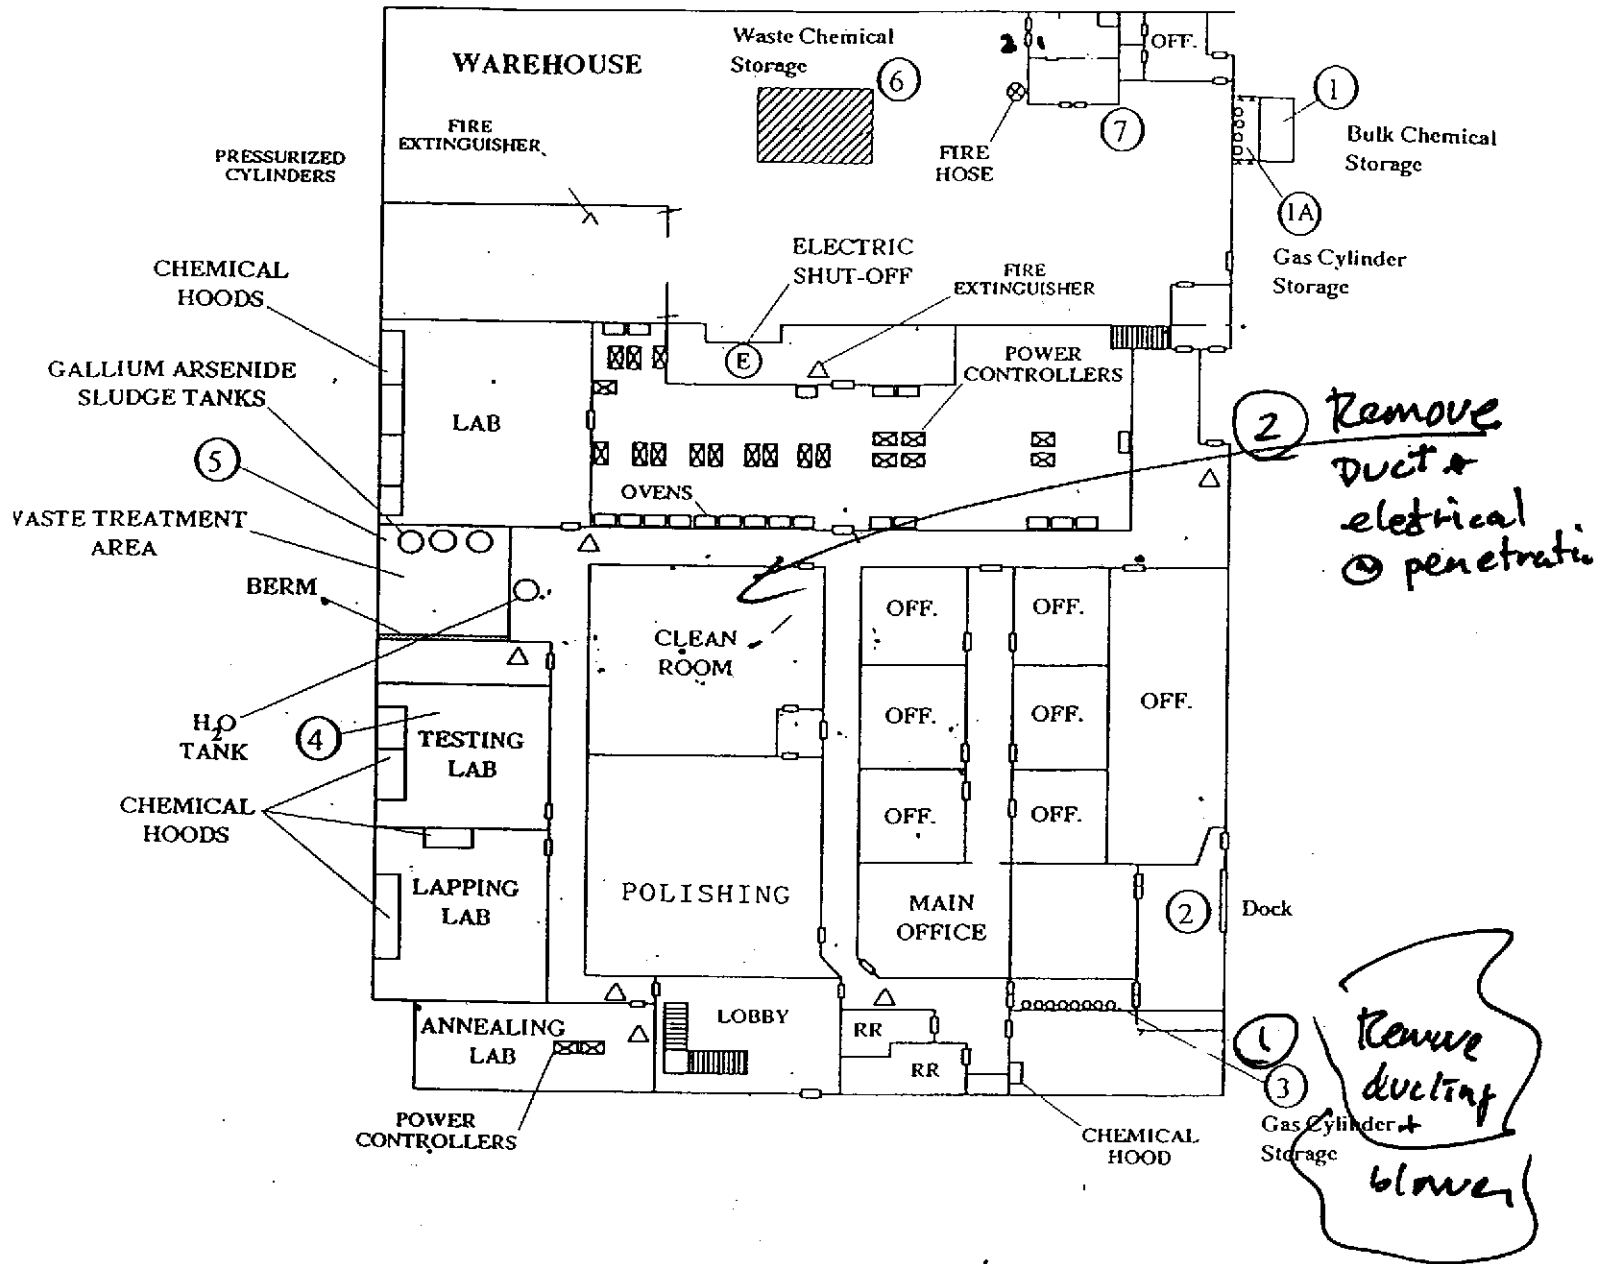 WAREHOUSE
Waste Chemical
Storage
6
2 1
OFF.
1
Bulk Chemical
Storage
7
FIRE
EXTINGUISHER
PRESSURIZED
CYLINDERS
FIRE
HOSE
1A
Gas Cylinder
Storage
ELECTRIC
SHUT-OFF
FIRE
EXTINGUISHER
CHEMICAL
HOODS
E
POWER
CONTROLLERS
GALLIUM ARSENIDE
SLUDGE TANKS
LAB
2 Remove
Duct +
eletrical
@ penetratio
5
OVENS
WASTE TREATMENT
AREA
BERM
CLEAN
ROOM
OFF.
OFF.
H2O
TANK
4
TESTING
LAB
OFF.
OFF.
OFF.
CHEMICAL
HOODS
OFF.
OFF.
LAPPING
LAB
POLISHING
MAIN
OFFICE
2
Dock
ANNEALING
LAB
LOBBY
RR
RR
1
Remove
ducting
+
blower
3
Gas Cylinder
Storage
POWER
CONTROLLERS
CHEMICAL
HOOD